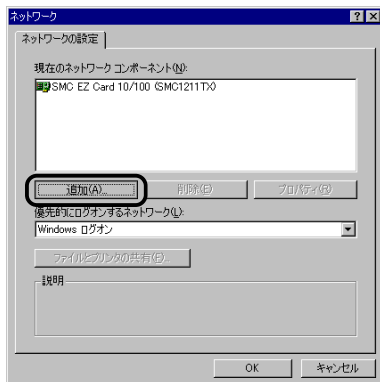 ネットワーク
ネットワークの設定
現在のネットワーク コンポーネント(N):
SMC EZ Card 10/100 (SMC1211TX)
追加(A)... 削除(E) プロパティ(R)
優先的にログオンするネットワーク(L):
Windows ログオン
ファイルとプリンタの共有(F)...
説明
OK キャンセル